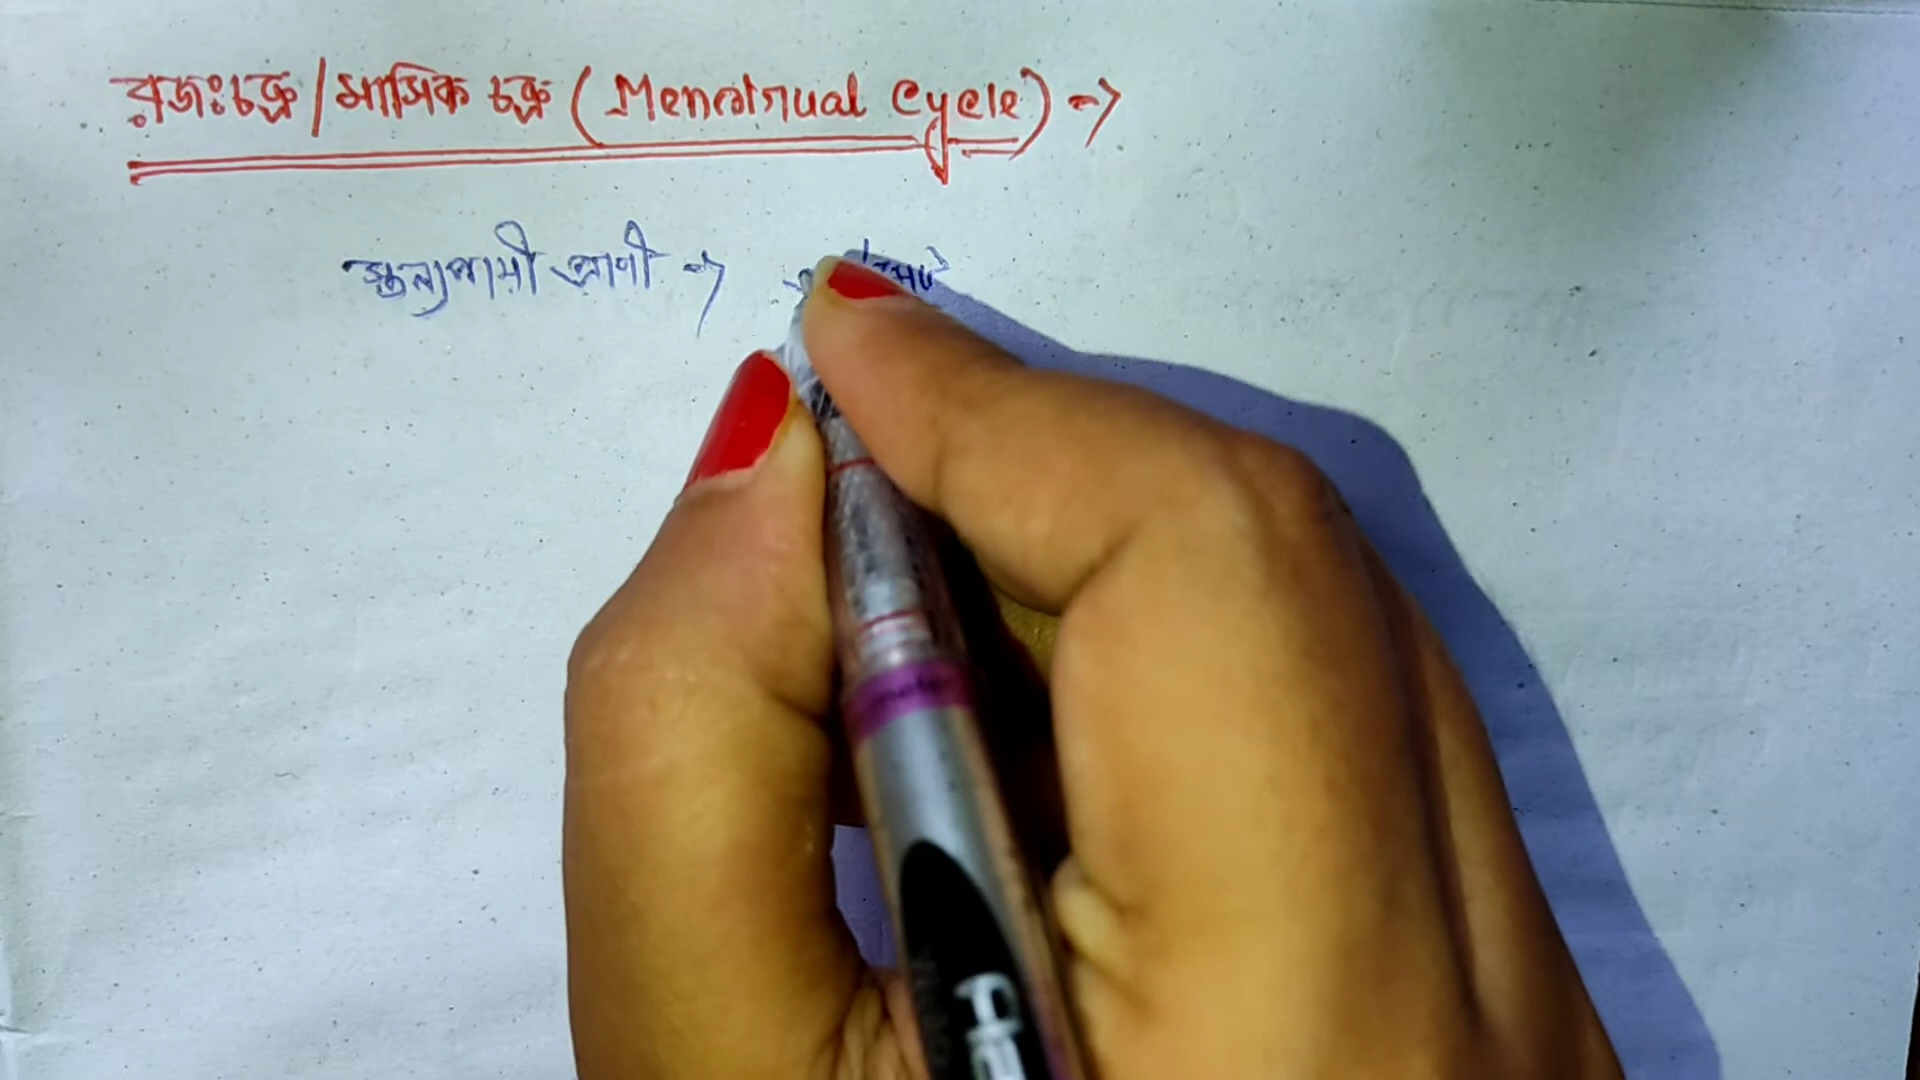 রজঃচক্র / মাসিক চক্র ( Menstrual Cycle ) ->
স্তন্যপায়ী প্রাণী ->